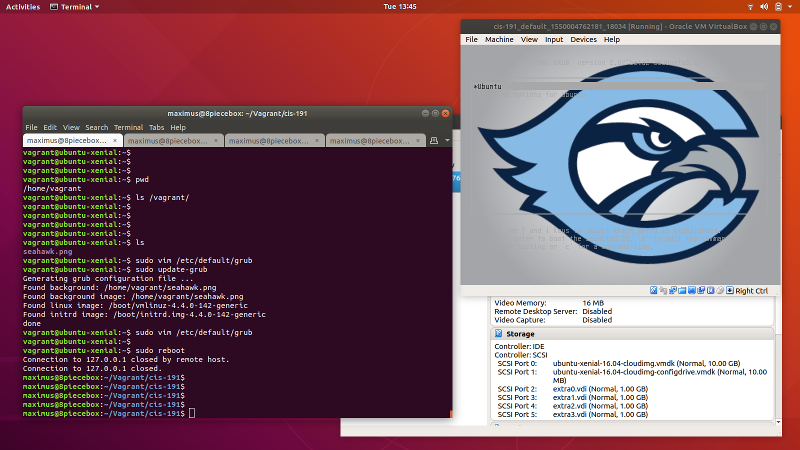 Activities
Terminal
Tue 13:45
cis-191_default_1550004762181_18034 [Running] - Oracle VM VirtualBox
File Machine View Input Devices Help
*Ubuntu
Right Ctrl
maximus@8piecebox: ~/Vagrant/cis-191
File Edit View Search Terminal Tabs Help
maximus@8piecebox... × maximus@8piecebox... × maximus@8piecebox... × maximus@8piecebox... ×
vagrant@ubuntu-xenial:~$
vagrant@ubuntu-xenial:~$
vagrant@ubuntu-xenial:~$
vagrant@ubuntu-xenial:~$ pwd
/home/vagrant
vagrant@ubuntu-xenial:~$ ls /vagrant/
vagrant@ubuntu-xenial:~$
vagrant@ubuntu-xenial:~$
vagrant@ubuntu-xenial:~$
vagrant@ubuntu-xenial:~$ ls
seahawk.png
vagrant@ubuntu-xenial:~$ sudo vim /etc/default/grub
vagrant@ubuntu-xenial:~$ sudo update-grub
Generating grub configuration file ...
Found background: /home/vagrant/seahawk.png
Found background image: /home/vagrant/seahawk.png
Found linux image: /boot/vmlinuz-4.4.0-142-generic
Found initrd image: /boot/initrd.img-4.4.0-142-generic
done
vagrant@ubuntu-xenial:~$ sudo vim /etc/default/grub
vagrant@ubuntu-xenial:~$
vagrant@ubuntu-xenial:~$ sudo reboot
Connection to 127.0.0.1 closed by remote host.
Connection to 127.0.0.1 closed.
maximus@8piecebox:~/Vagrant/cis-191$
maximus@8piecebox:~/Vagrant/cis-191$
maximus@8piecebox:~/Vagrant/cis-191$
maximus@8piecebox:~/Vagrant/cis-191$
Video Memory: 16 MB
Remote Desktop Server: Disabled
Video Capture: Disabled
Storage
Controller: IDE
Controller: SCSI
SCSI Port 0: ubuntu-xenial-16.04-cloudimg.vmdk (Normal, 10.00 GB)
SCSI Port 1: ubuntu-xenial-16.04-cloudimg-configdrive.vmdk (Normal, 10.00
MB)
SCSI Port 2: extra0.vdi (Normal, 1.00 GB)
SCSI Port 3: extra1.vdi (Normal, 1.00 GB)
SCSI Port 4: extra2.vdi (Normal, 1.00 GB)
SCSI Port 5: extra3.vdi (Normal, 1.00 GB)